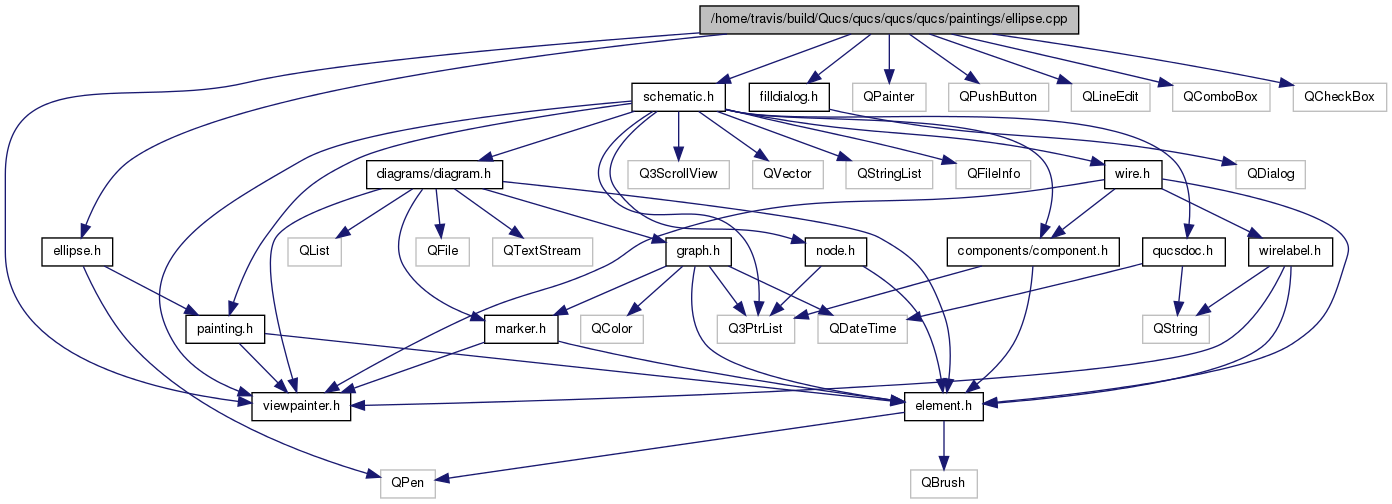 /home/travis/build/Qucs/qucs/qucs/qucs/paintings/ellipse.cpp
schematic.h
filldialog.h
QPainter
QPushButton
QLineEdit
QComboBox
QCheckBox
diagrams/diagram.h
Q3ScrollView
QVector
QStringList
QFileInfo
wire.h
QDialog
ellipse.h
QList
QFile
QTextStream
graph.h
node.h
components/component.h
qucsdoc.h
wirelabel.h
painting.h
marker.h
QColor
Q3PtrList
QDateTime
QString
viewpainter.h
element.h
QPen
QBrush